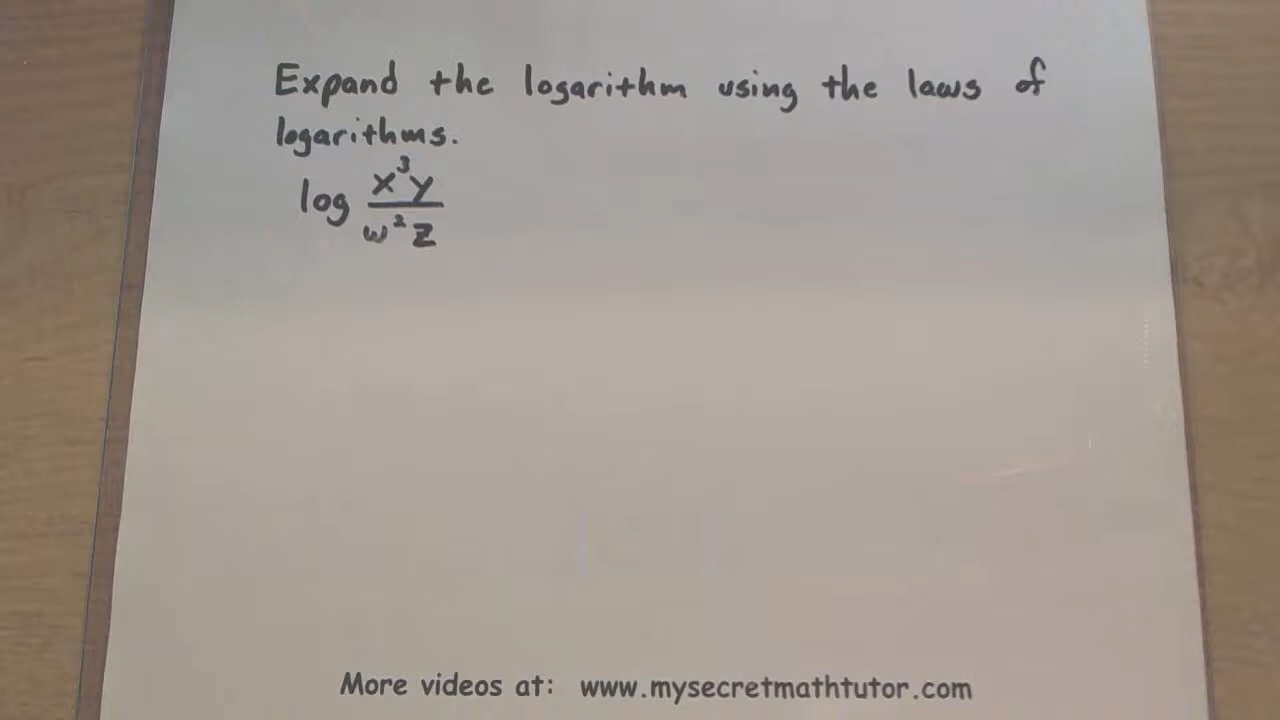 Expand the logarithm using the laws of
logarithms.
log x³y / w²z
More videos at: www.mysecretmathtutor.com